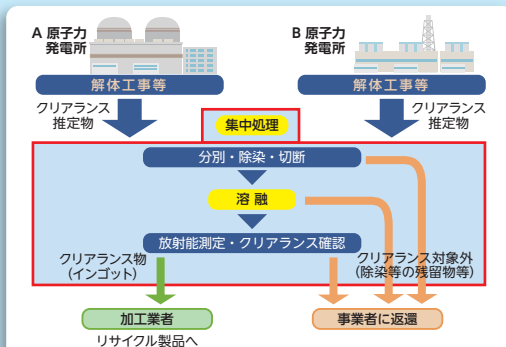 A 原子力
発電所
B 原子力
発電所
解体工事等
解体工事等
クリアランス
推定物
クリアランス
推定物
集中処理
分別・除染・切断
溶融
放射能測定・クリアランス確認
クリアランス物
(インゴット)
クリアランス対象外
(除染等の残留物等)
加工業者
事業者に返還
リサイクル製品へ